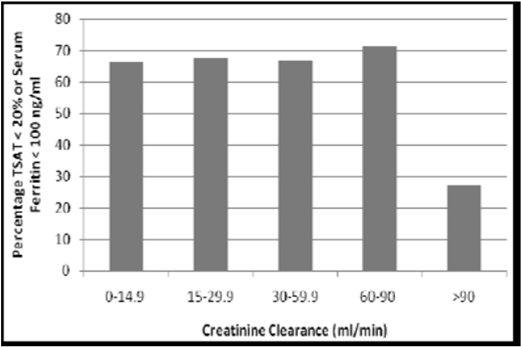 Percentage TSAT < 20% or Serum
Ferritin < 100 ng/ml
80
70
60
50
40
30
20
10
0
0-14.9 15-29.9 30-59.9 60-90 >90
Creatinine Clearance (ml/min)